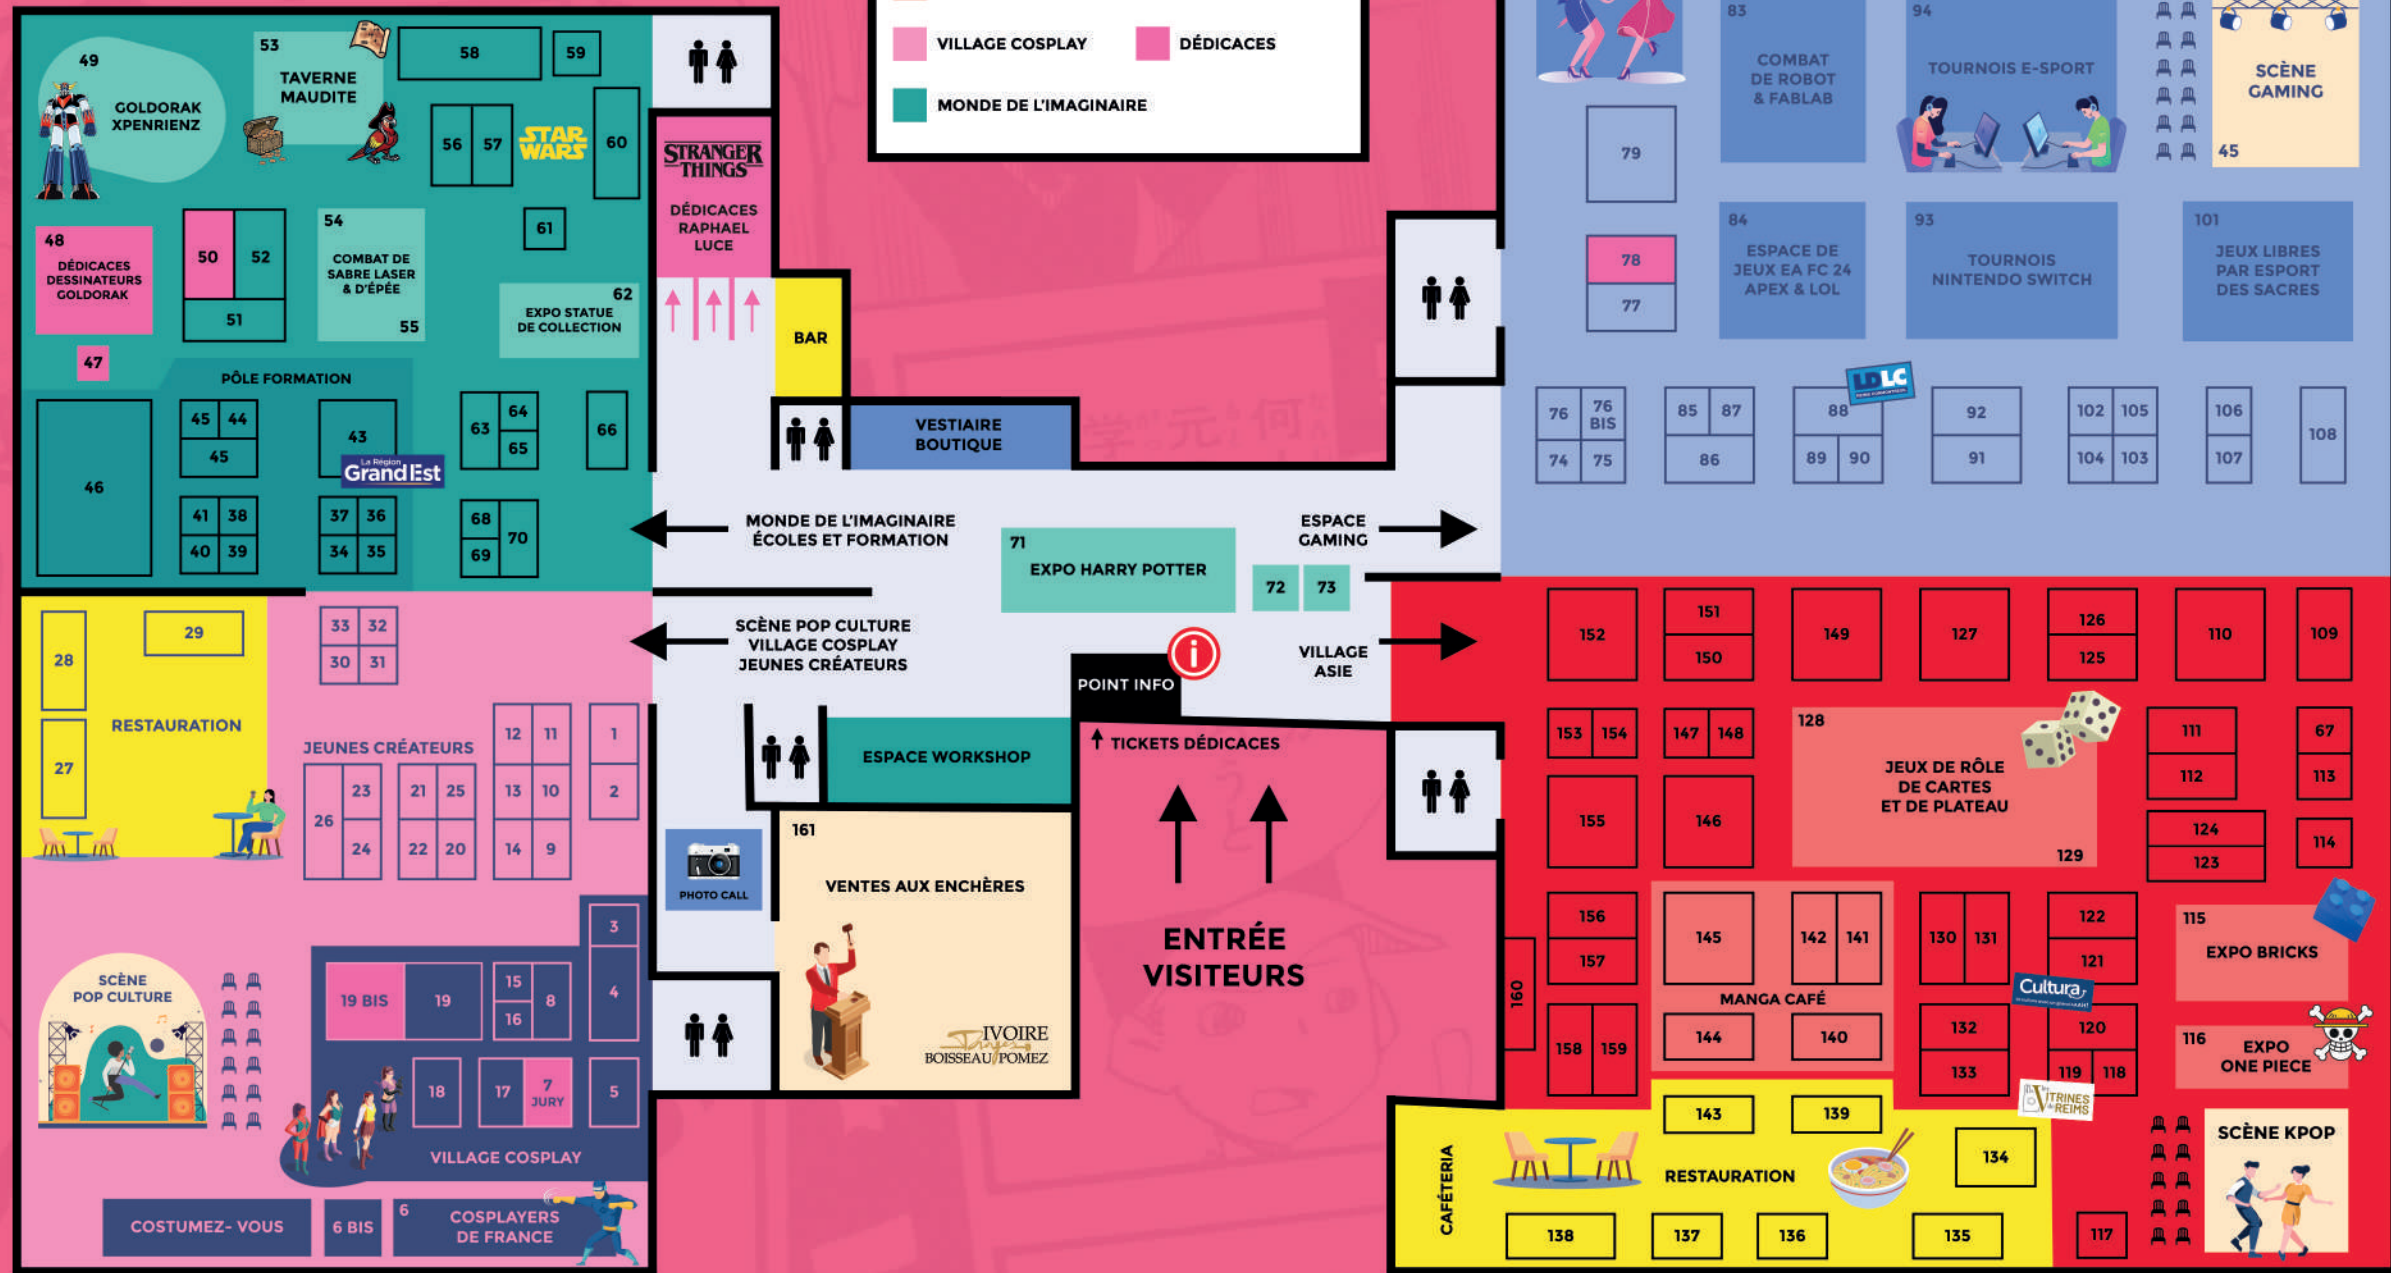 VILLAGE COSPLAY
DÉDICACES
MONDE DE L'IMAGINAIRE
49
GOLDORAK
XPENRIENZ
53
TAVERNE
MAUDITE
58
59
56
57
STAR
WARS
60
48
DÉDICACES
DESSINATEURS
GOLDORAK
50
52
51
54
COMBAT DE
SABRE LASER
& D'ÉPÉE
55
61
62
EXPO STATUE
DE COLLECTION
47
PÔLE FORMATION
46
45
44
45
43
La Région
Grand Est
63
64
65
66
41
38
40
39
37
36
34
35
68
69
70
STRANGER
THINGS
DÉDICACES
RAPHAEL
LUCE
BAR
VESTIAIRE
BOUTIQUE
MONDE DE L'IMAGINAIRE
ÉCOLES ET FORMATION
71
EXPO HARRY POTTER
72
73
ESPACE
GAMING
SCÈNE POP CULTURE
VILLAGE COSPLAY
JEUNES CRÉATEURS
VILLAGE
ASIE
i
POINT INFO
TICKETS DÉDICACES
ESPACE WORKSHOP
PHOTO CALL
161
VENTES AUX ENCHÈRES
IVOIRE
BOISSEAU POMEZ
ENTRÉE
VISITEURS
83
COMBAT
DE ROBOT
& FABLAB
94
TOURNOIS E-SPORT
SCÈNE
GAMING
45
79
78
77
84
ESPACE DE
JEUX EA FC 24
APEX & LOL
93
TOURNOIS
NINTENDO SWITCH
101
JEUX LIBRES
PAR ESPORT
DES SACRES
76
76
BIS
74
75
85
87
86
LDLC
88
89
90
92
91
102
105
104
103
106
107
108
28
29
27
RESTAURATION
33
32
30
31
JEUNES CRÉATEURS
26
23
24
21
25
22
20
12
11
13
10
14
9
1
2
SCÈNE
POP CULTURE
3
4
19 BIS
19
15
16
8
18
17
7
JURY
5
VILLAGE COSPLAY
COSTUMEZ- VOUS
6 BIS
6
COSPLAYERS
DE FRANCE
152
151
150
149
127
126
125
110
109
153
154
147
148
128
JEUX DE RÔLE
DE CARTES
ET DE PLATEAU
129
111
112
67
113
155
146
124
123
114
156
157
145
142
141
130
131
122
121
115
EXPO BRICKS
160
158
159
MANGA CAFÉ
144
140
Cultura
132
133
120
119
118
116
EXPO
ONE PIECE
VITRINES
REIMS
CAFÉTERIA
143
139
RESTAURATION
134
138
137
136
135
117
SCÈNE KPOP